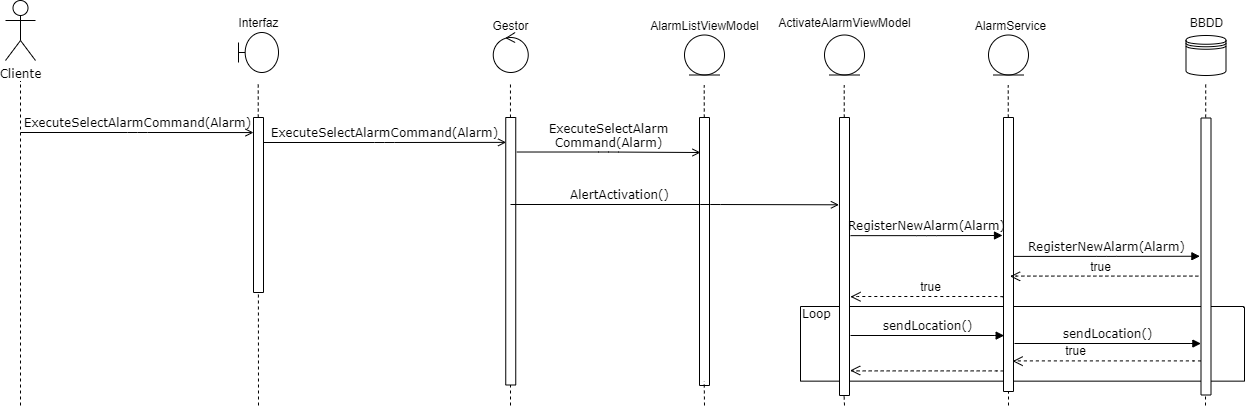 Cliente
Interfaz
Gestor
AlarmListViewModel
ActivateAlarmViewModel
AlarmService
BBDD
ExecuteSelectAlarmCommand(Alarm)
ExecuteSelectAlarmCommand(Alarm)
ExecuteSelectAlarm
Command(Alarm)
AlertActivation()
RegisterNewAlarm(Alarm)
RegisterNewAlarm(Alarm)
true
true
Loop
sendLocation()
sendLocation()
true